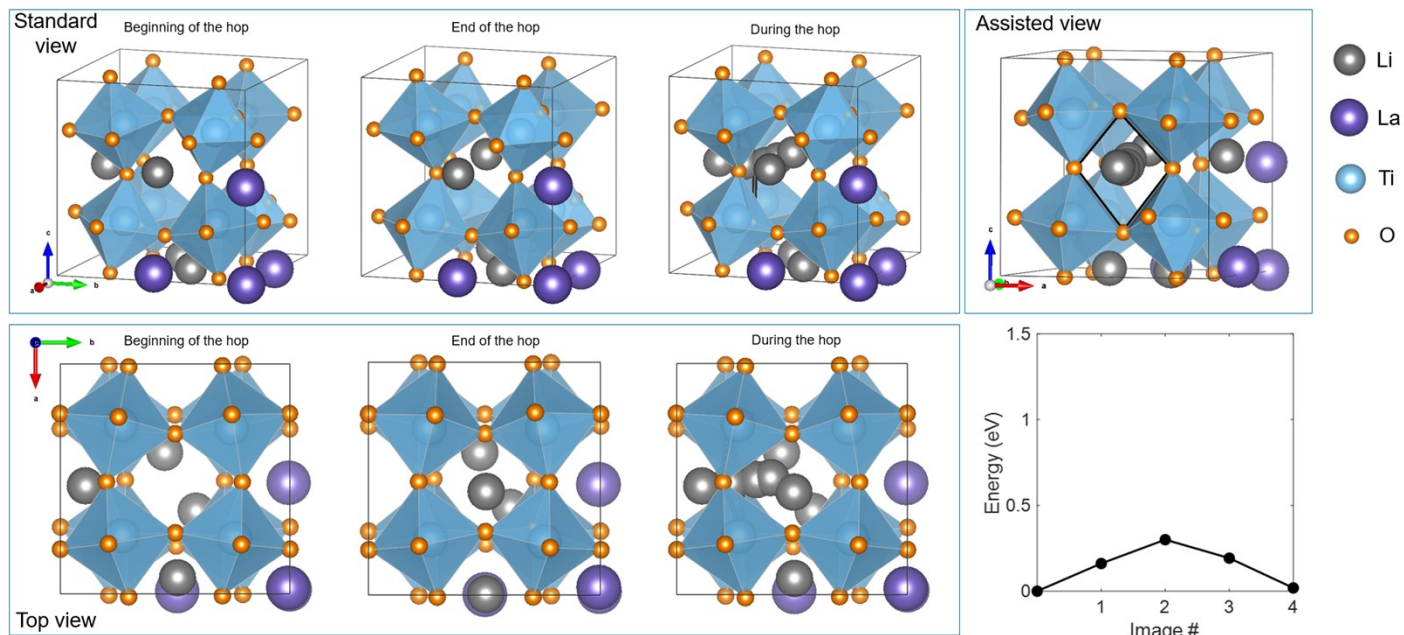 Standard
view
Beginning of the hop
End of the hop
During the hop
c
a
b
Assisted view
c
b
a
Li
La
Ti
O
Beginning of the hop
End of the hop
During the hop
b
a
Top view
1.5
1
0.5
0
Energy (eV)
1
2
3
4
Image #